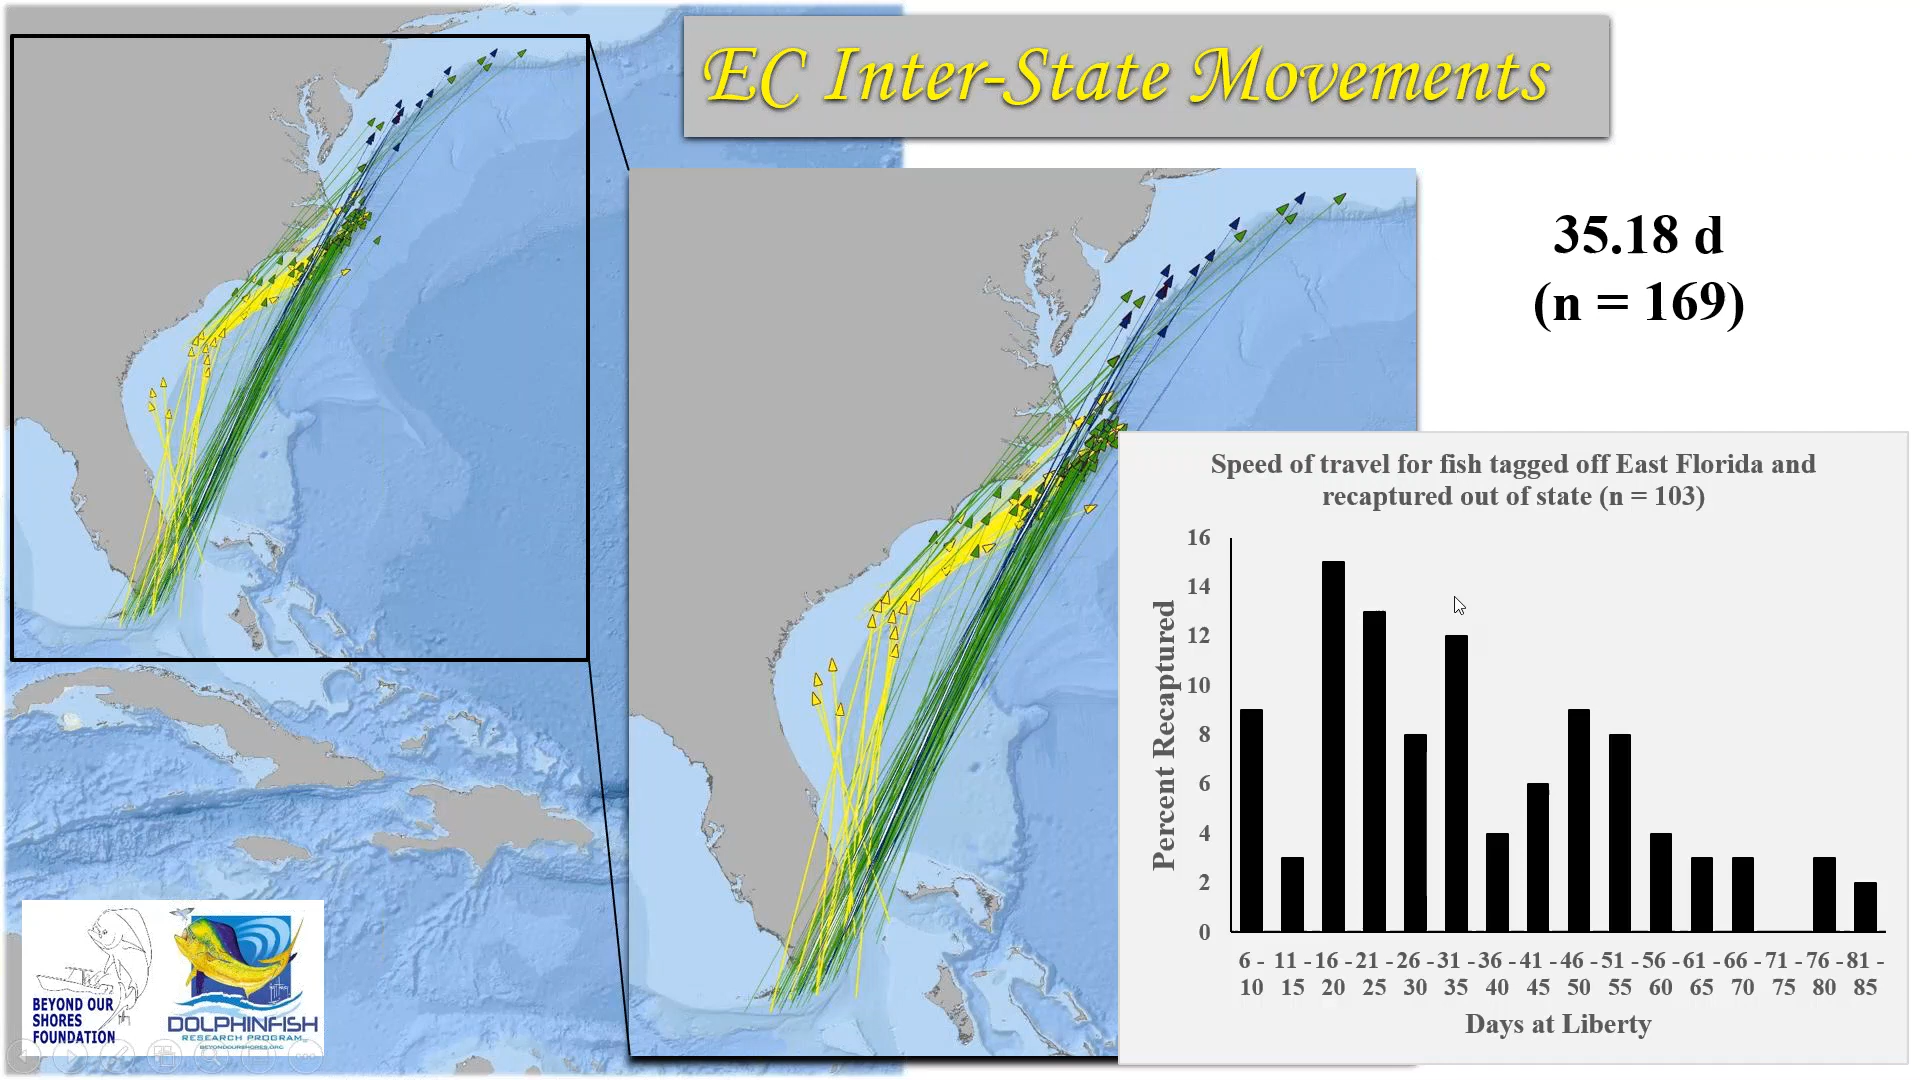 EC Inter-State Movements
35.18 d
(n = 169)
Speed of travel for fish tagged off East Florida and
recaptured out of state (n = 103)
Percent Recaptured
16
14
12
10
8
6
4
2
0
6 - 11 - 16 - 21 - 26 - 31 - 36 - 41 - 46 - 51 - 56 - 61 - 66 - 71 - 76 - 81 -
10 15 20 25 30 35 40 45 50 55 60 65 70 75 80 85
Days at Liberty
BEYOND OUR
SHORES
FOUNDATION
DOLPHINFISH
RESEARCH PROGRAM
BEYONDOURSHORES.ORG